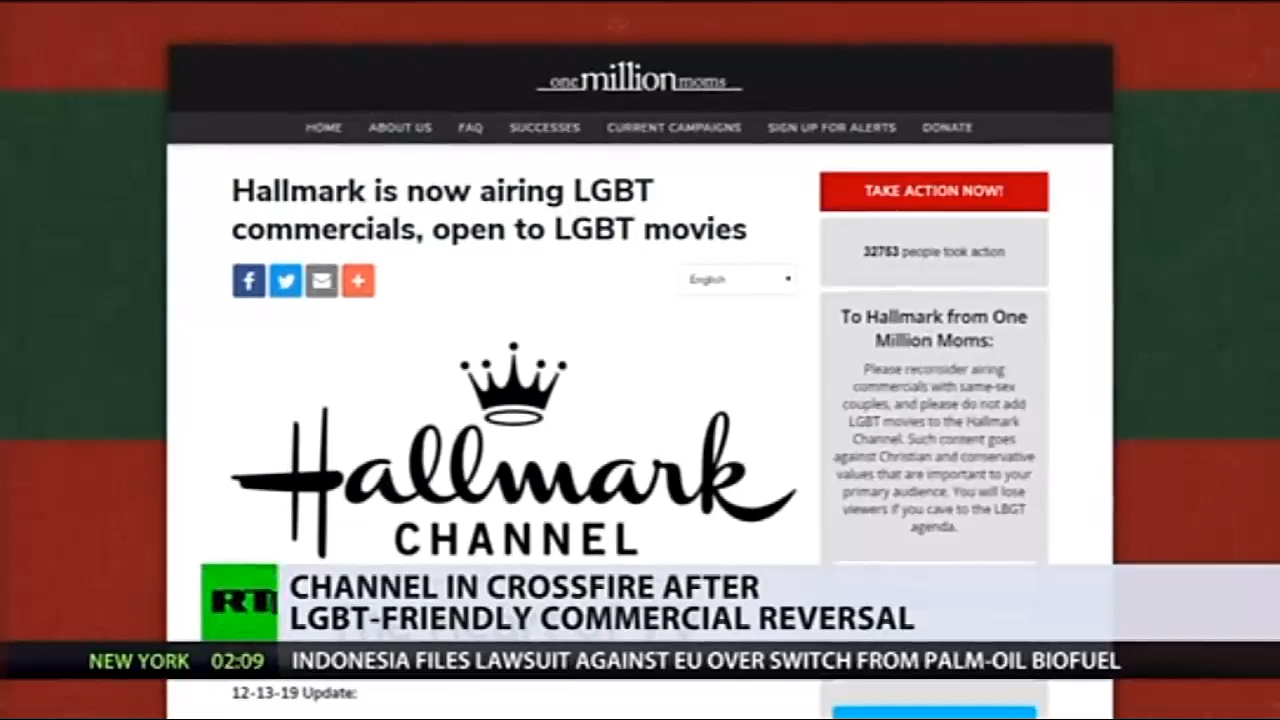 one million moms
HOME ABOUT US FAQ SUCCESSES CURRENT CAMPAIGNS SIGN UP FOR ALERTS DONATE
Hallmark is now airing LGBT
commercials, open to LGBT movies
English
Hallmark
CHANNEL
TAKE ACTION NOW!
32753 people took action
To Hallmark from One
Million Moms:
Please reconsider airing
commercials with same-sex
couples, and please do not add
LGBT movies to the Hallmark
Channel. Such content goes
against Christian and conservative
values that are important to your
primary audience. You will lose
viewers if you cave to the LBGT
agenda.
RT
CHANNEL IN CROSSFIRE AFTER
LGBT-FRIENDLY COMMERCIAL REVERSAL
NEW YORK 02:09 INDONESIA FILES LAWSUIT AGAINST EU OVER SWITCH FROM PALM-OIL BIOFUEL
12-13-19 Update: